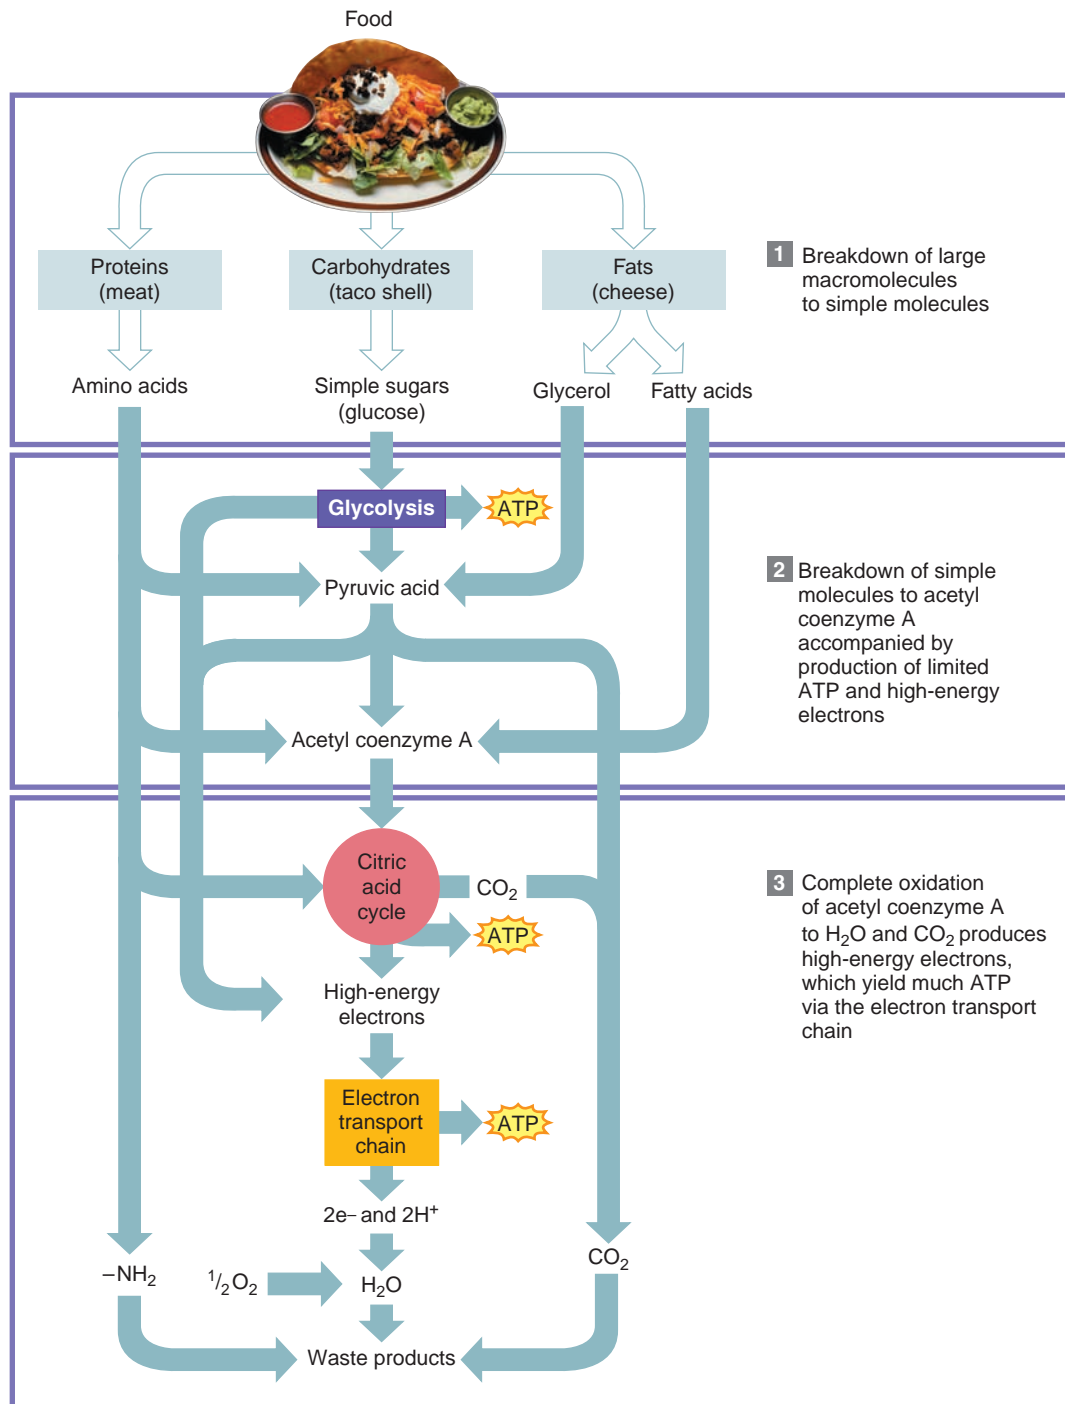 Food
Proteins
(meat)
Carbohydrates
(taco shell)
Fats
(cheese)
1 Breakdown of large
macromolecules
to simple molecules
Amino acids
Simple sugars
(glucose)
Glycerol
Fatty acids
Glycolysis
ATP
Pyruvic acid
2 Breakdown of simple
molecules to acetyl
coenzyme A
accompanied by
production of limited
ATP and high-energy
electrons
Acetyl coenzyme A
Citric
acid
cycle
CO₂
ATP
3 Complete oxidation
of acetyl coenzyme A
to H₂O and CO₂ produces
high-energy electrons,
which yield much ATP
via the electron transport
chain
High-energy
electrons
Electron
transport
chain
ATP
2e– and 2H⁺
–NH₂
¹/₂O₂
H₂O
CO₂
Waste products